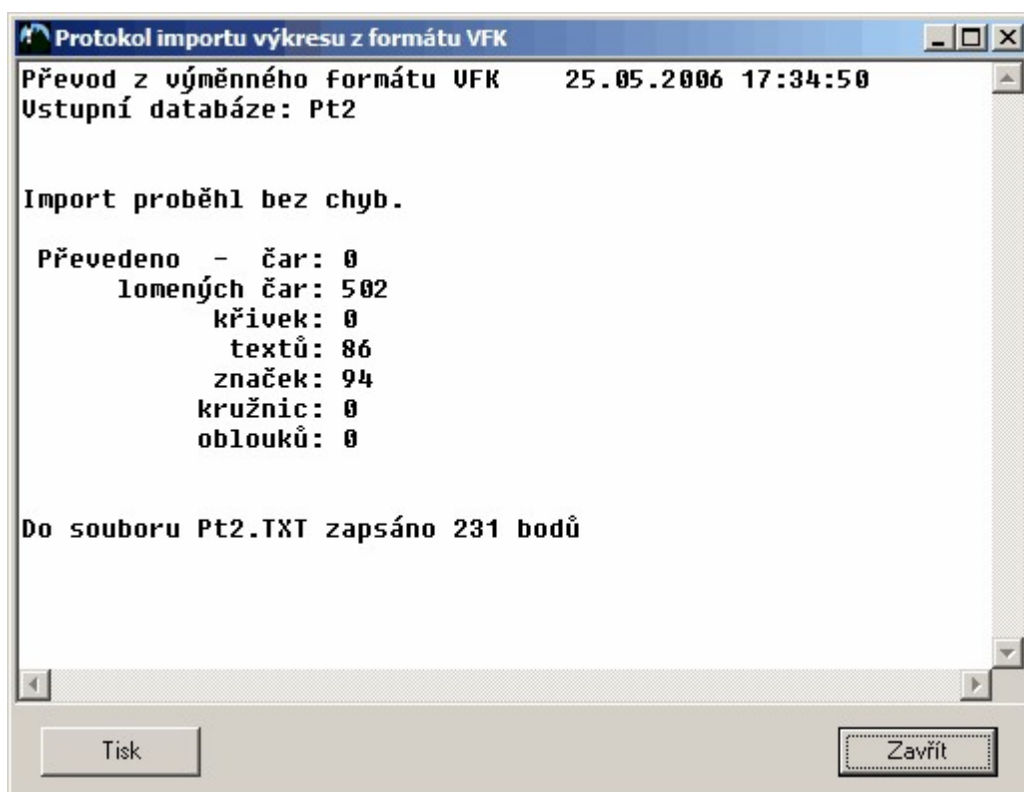 Protokol importu výkresu z formátu VFK
Převod z výměnného formátu VFK    25.05.2006 17:34:50
Vstupní databáze: Pt2
Import proběhl bez chyb.
Převedeno  -  čar: 0
lomených čar: 502
křivek: 0
textů: 86
značek: 94
kružnic: 0
oblouků: 0
Do souboru Pt2.TXT zapsáno 231 bodů
Tisk    Zavřít